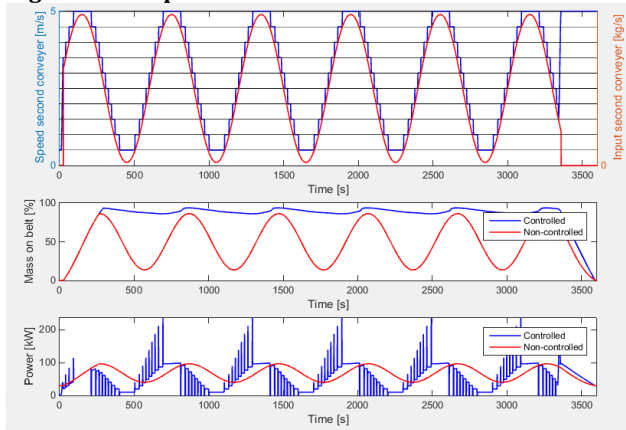 5
Speed second conveyer [m/s]
Input second conveyer [kg/s]
0
0
0 500 1000 1500 2000 2500 3000 3500
Time [s]
100
Mass on belt [%]
50
0
Controlled
Non-controlled
0 500 1000 1500 2000 2500 3000 3500
Time [s]
200
Power [kW]
100
0
Controlled
Non-controlled
0 500 1000 1500 2000 2500 3000 3500
Time [s]